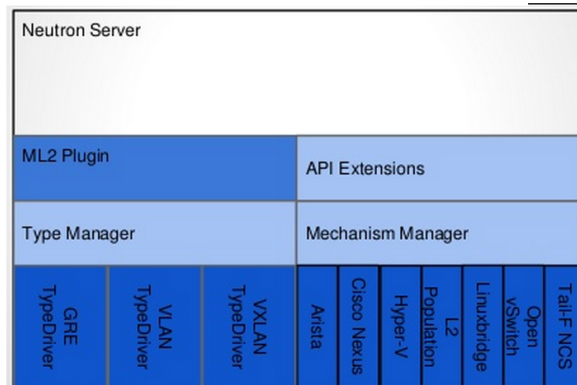 Neutron Server
ML2 Plugin
API Extensions
Type Manager
Mechanism Manager
GRE
TypeDriver
VLAN
TypeDriver
VXLAN
TypeDriver
Arista
Cisco Nexus
Hyper-V
L2
Population
Linuxbridge
Open
vSwitch
Tail-F NCS